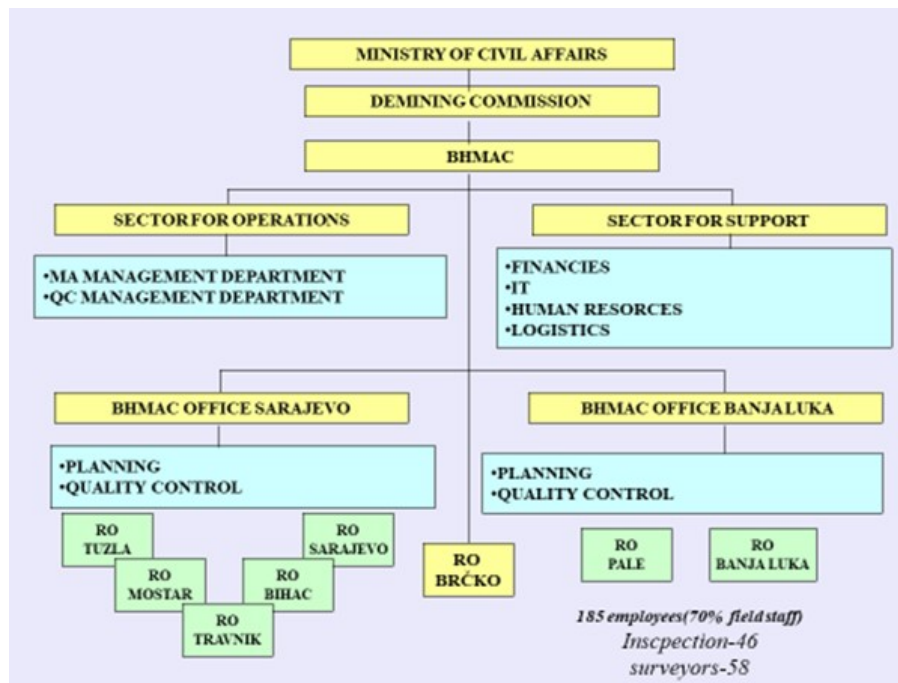 MINISTRY OF CIVIL AFFAIRS
DEMINING COMMISSION
BHMAC
SECTOR FOR OPERATIONS
SECTOR FOR SUPPORT
•MA MANAGEMENT DEPARTMENT
•QC MANAGEMENT DEPARTMENT
•FINANCIES
•IT
•HUMAN RESORCES
•LOGISTICS
BHMAC OFFICE SARAJEVO
BHMAC OFFICE BANJA LUKA
•PLANNING
•QUALITY CONTROL
•PLANNING
•QUALITY CONTROL
RO
TUZLA
RO
SARAJEVO
RO
MOSTAR
RO
BIHAC
RO
TRAVNIK
RO
BRČKO
RO
PALE
RO
BANJA LUKA
185 employees(70% field staff)
Inscpection-46
surveyors-58